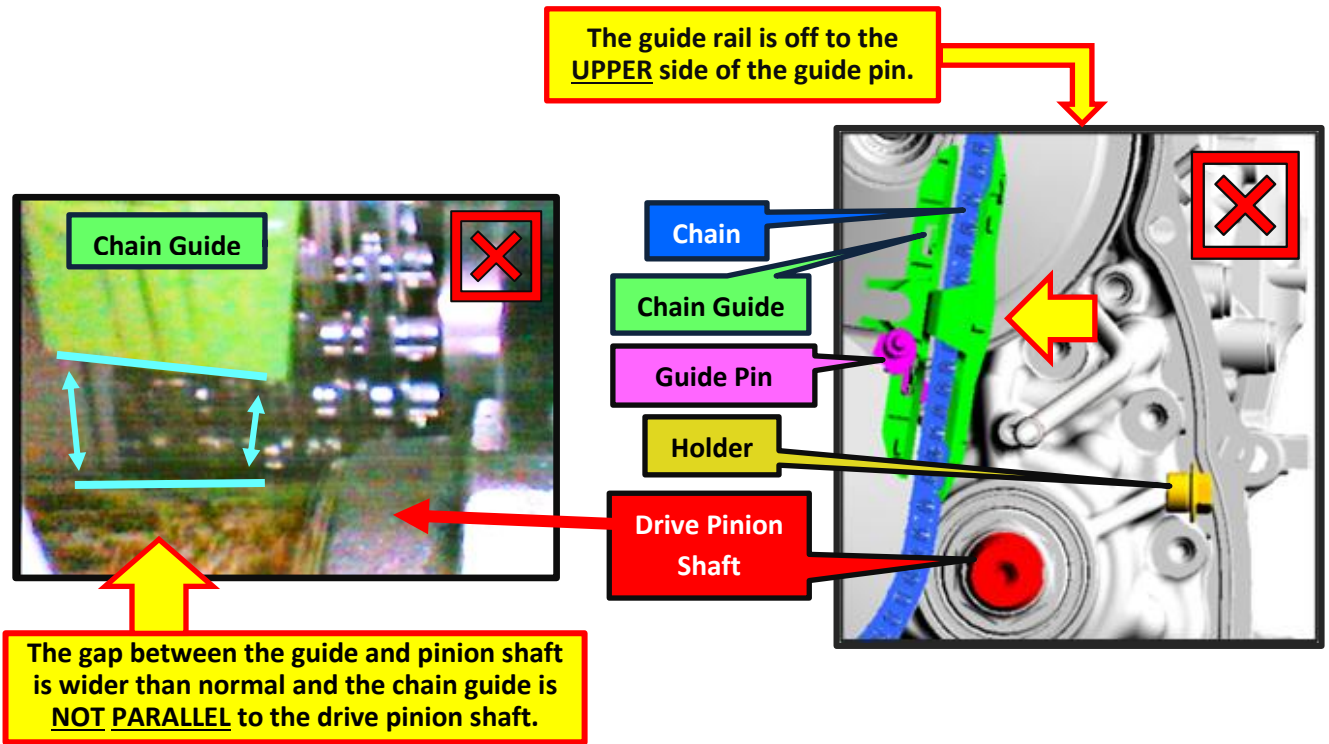 The guide rail is off to the
UPPER side of the guide pin.
Chain Guide
Chain
Chain Guide
Guide Pin
Holder
Drive Pinion
Shaft
The gap between the guide and pinion shaft
is wider than normal and the chain guide is
NOT PARALLEL to the drive pinion shaft.